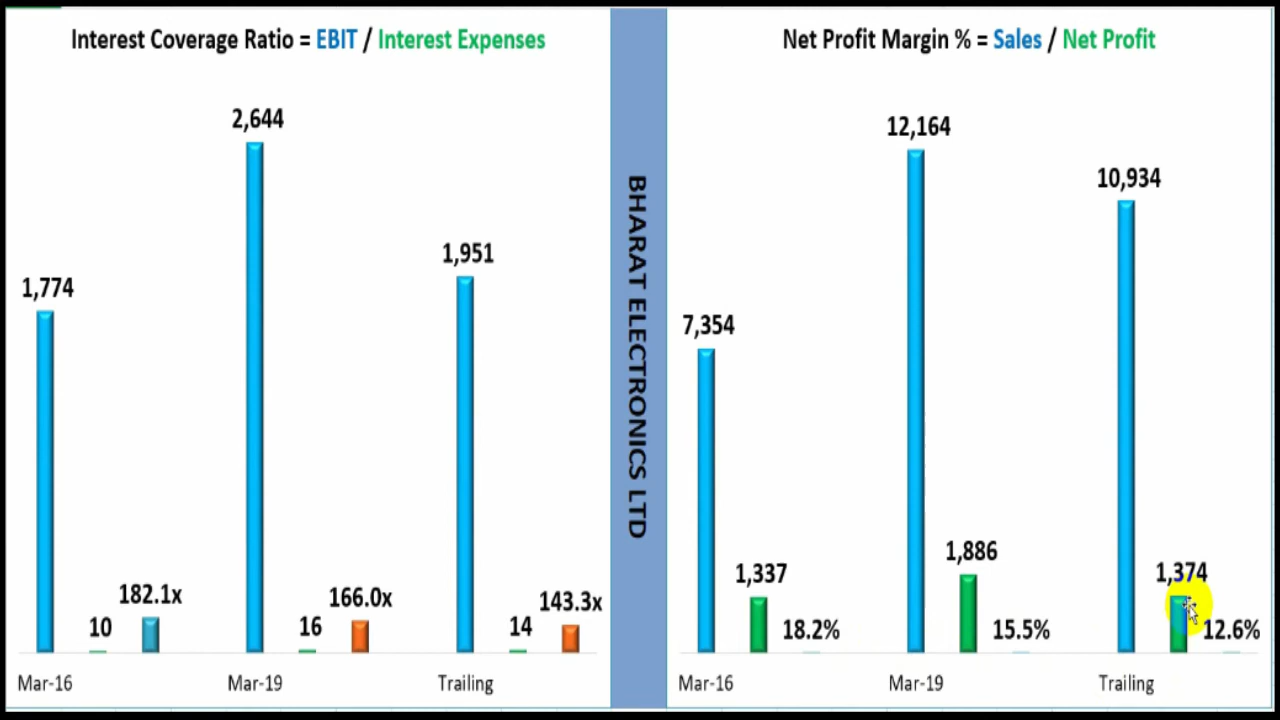 Interest Coverage Ratio = EBIT / Interest Expenses
2,644
1,951
1,774
182.1x
166.0x
143.3x
10
16
14
Mar-16
Mar-19
Trailing
BHARAT ELECTRONICS LTD
Net Profit Margin % = Sales / Net Profit
12,164
10,934
7,354
1,886
1,337
1,374
18.2%
15.5%
12.6%
Mar-16
Mar-19
Trailing